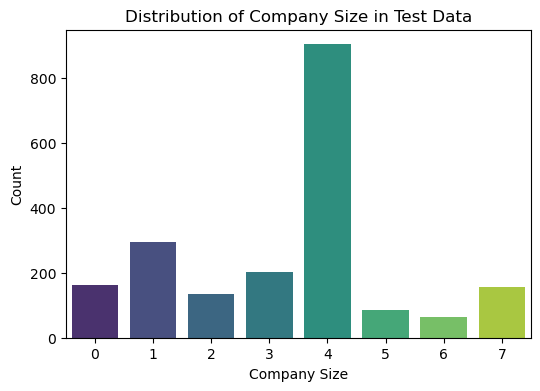 Distribution of Company Size in Test Data
Count
800
600
400
200
0
0 1 2 3 4 5 6 7
Company Size